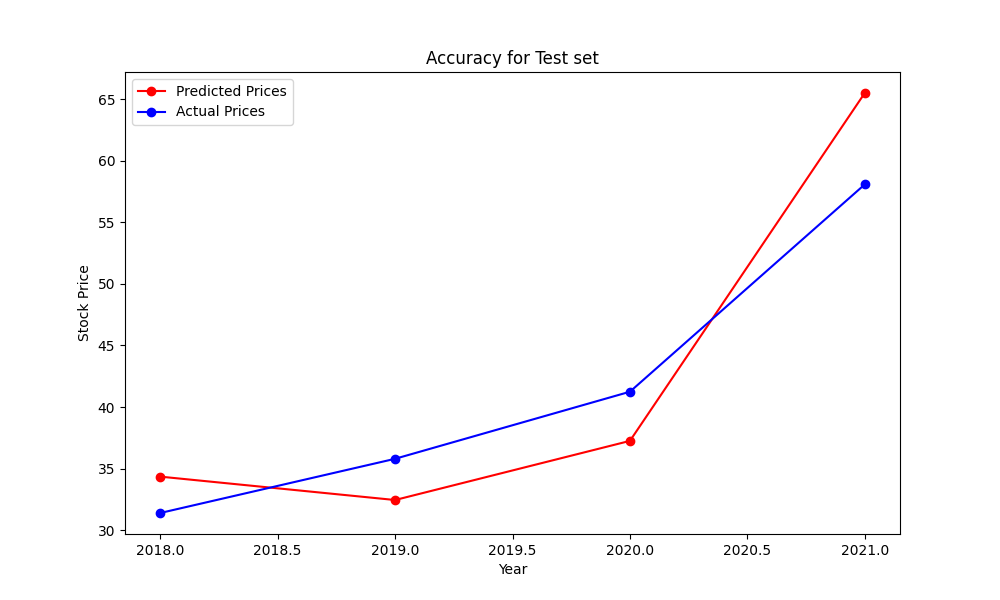 Accuracy for Test set
Predicted Prices
Actual Prices
65
60
55
50
45
40
35
30
Stock Price
2018.0 2018.5 2019.0 2019.5 2020.0 2020.5 2021.0
Year